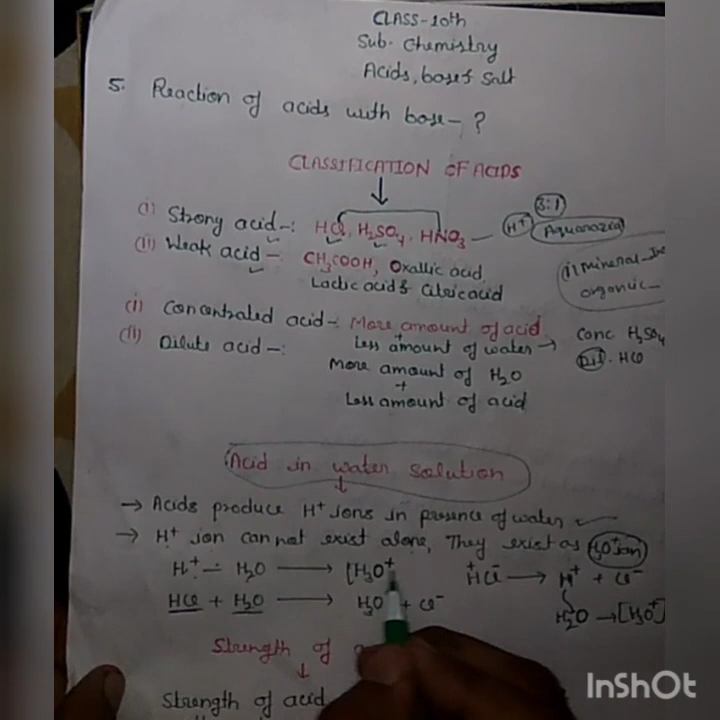 CLASS-10th
Sub- Chemistry
Acids, bases Salt
5. Reaction of acids with base-?
CLASSIFICATION OF ACIDS
(i) Strong acid-: HCl, H2SO4, HNO3 - H+ 3:1
(ii) Weak acid-: CH3COOH, Oxallic acid
Lactic acid & Citric acid
(i) mineral
organic-
(i) Concentrated acid-: More amount of acid
+
Less amount of water → Conc H2SO4
(ii) Dilute acid-: Dil. HCl
More amount of H2O
+
Less amount of acid
Acid in water solution
→ Acids produce H+ ions in presence of water
→ H+ ion can not exist alone, They exist as H3O+ ion
H+ H2O → [H3O+
HCl + H2O → H3O + Cl-
+HCl- → H+ + Cl-
H2O → [H3O+]
Strength of
Strength of acid
InShOt